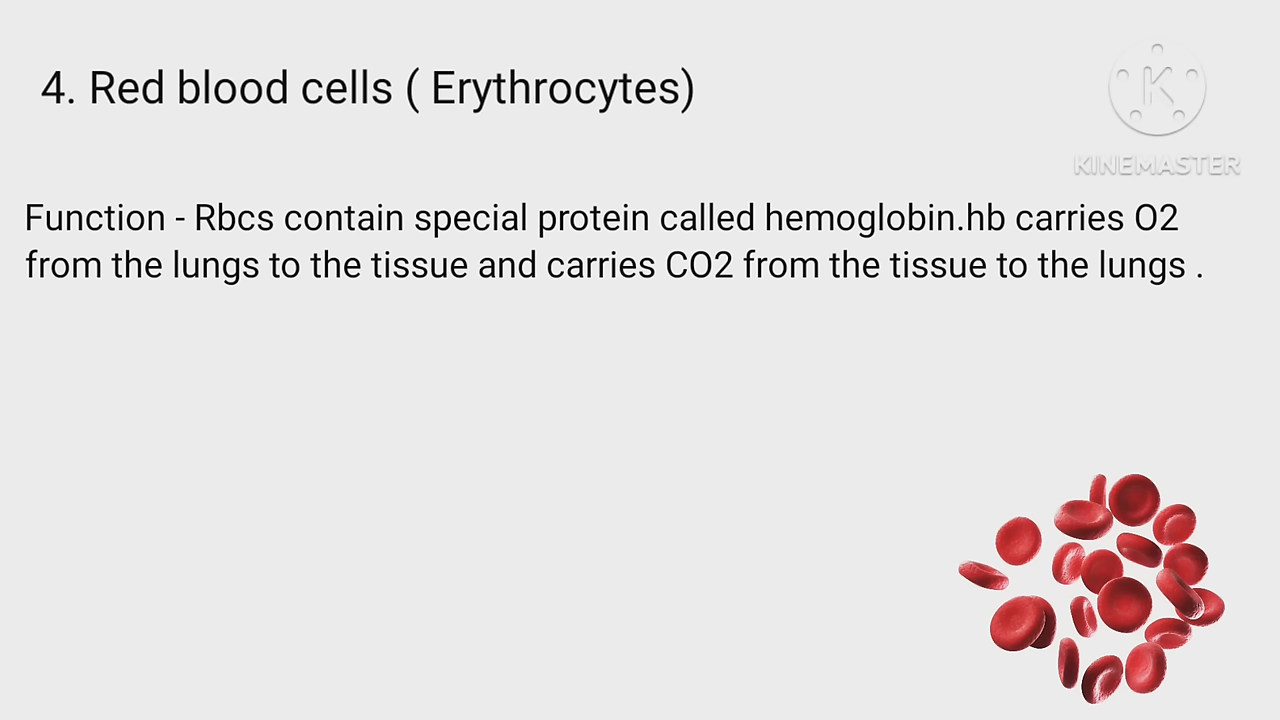 4. Red blood cells ( Erythrocytes)
K
KINEMASTER
Function - Rbcs contain special protein called hemoglobin.hb carries O2
from the lungs to the tissue and carries CO2 from the tissue to the lungs .